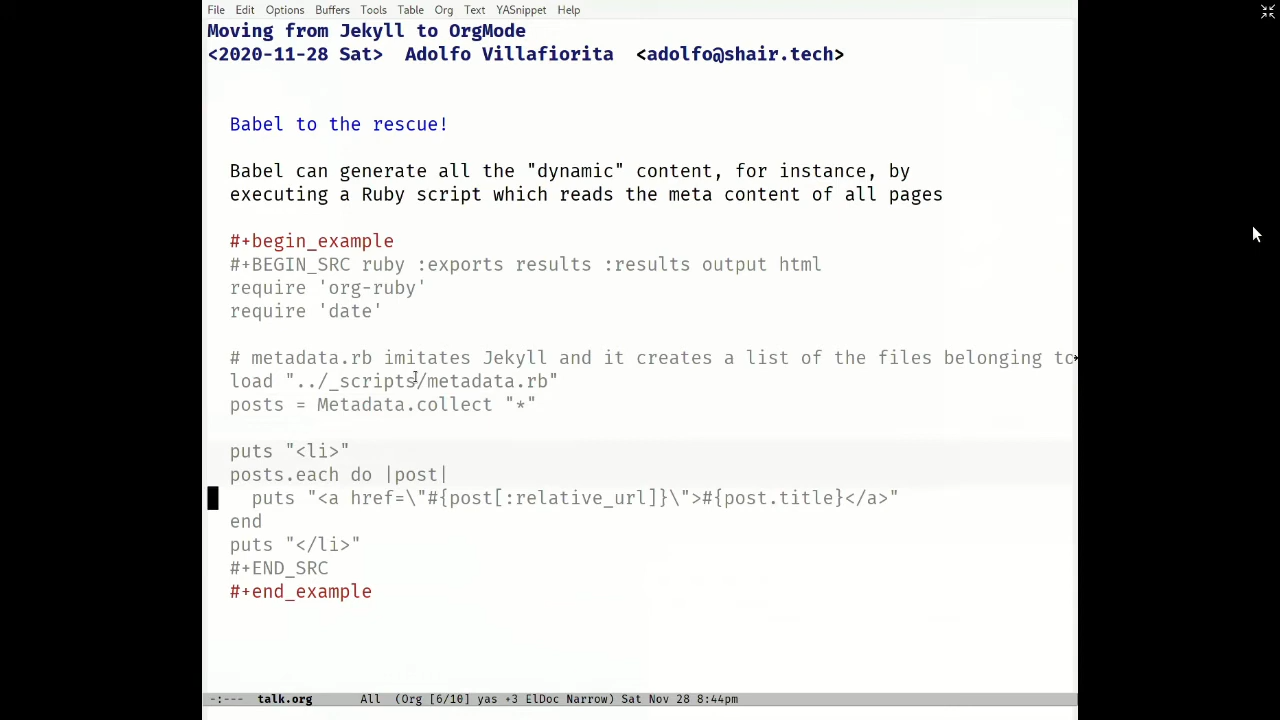 File Edit Options Buffers Tools Table Org Text YASnippet Help
Moving from Jekyll to OrgMode
<2020-11-28 Sat> Adolfo Villafiorita <adolfo@shair.tech>
Babel to the rescue!
Babel can generate all the "dynamic" content, for instance, by
executing a Ruby script which reads the meta content of all pages
#+begin_example
#+BEGIN_SRC ruby :exports results :results output html
require 'org-ruby'
require 'date'
# metadata.rb imitates Jekyll and it creates a list of the files belonging to
load "../_scripts/metadata.rb"
posts = Metadata.collect "*"
puts "<li>"
posts.each do |post|
puts "<a href=\"#{post[:relative_url]}\">#{post.title}</a>"
end
puts "</li>"
#+END_SRC
#+end_example
-:--- talk.org All (Org [6/10] yas +3 ElDoc Narrow) Sat Nov 28 8:44pm